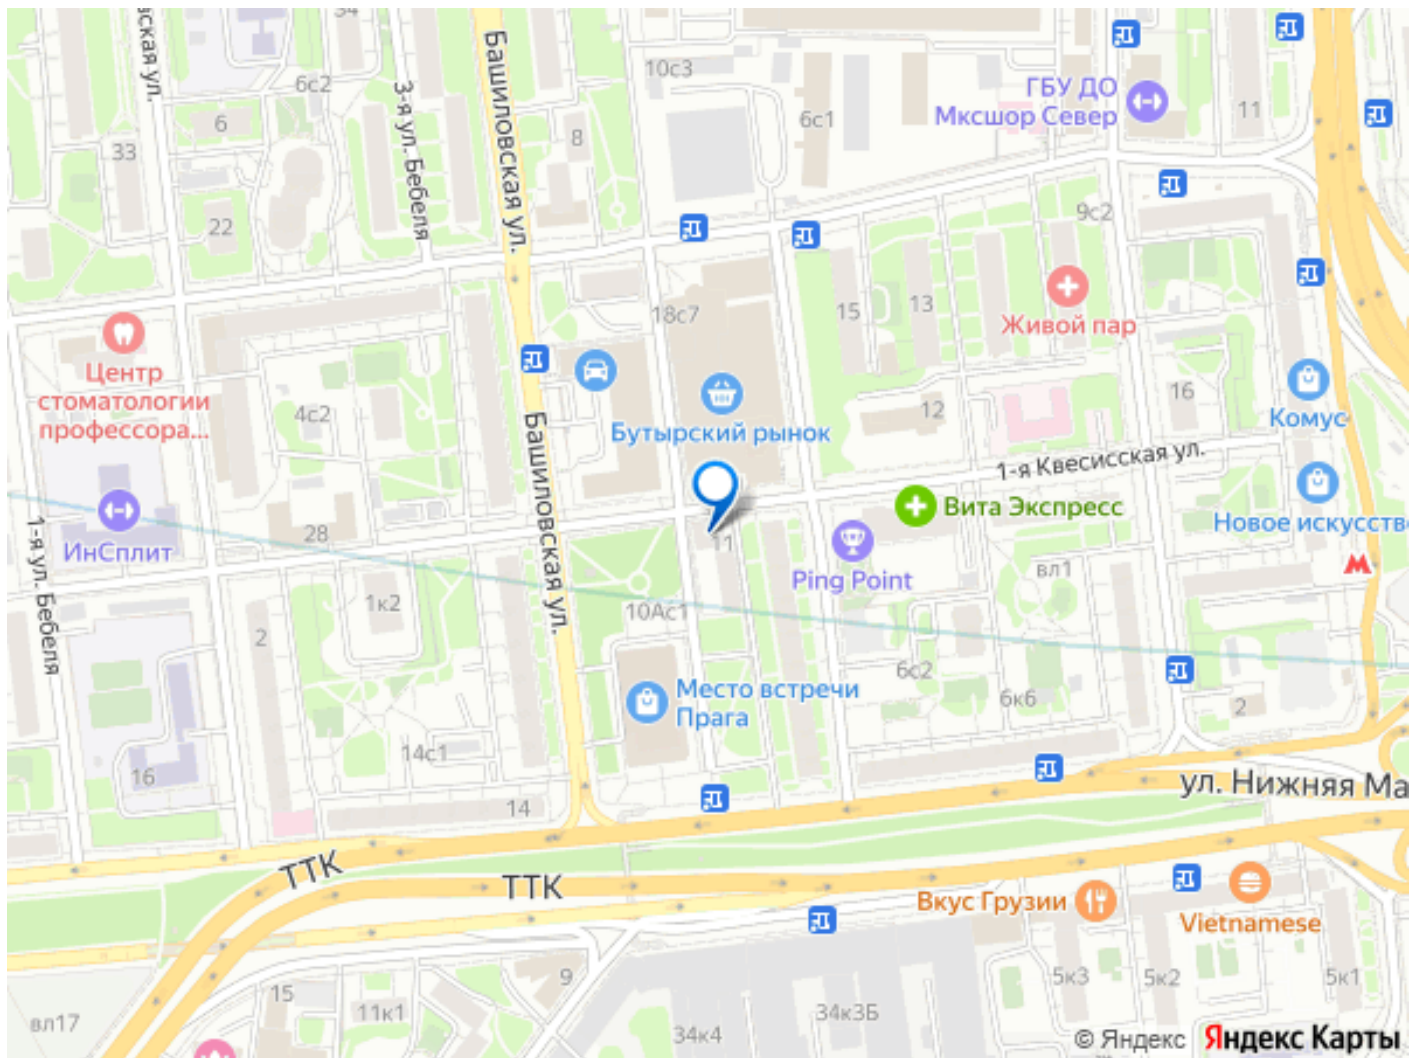 вская ул.
34
6с2
3-я ул. Бебеля
Башиловская ул.
10с3
6с1
ГБУ ДО
Мксшор Север
11
6
33
8
22
9с2
18с7
15
13
Живой пар
Центр
стоматологии
профессора...
4с2
Башиловская ул.
Бутырский рынок
12
16
Комус
1-я Квесисская ул.
ИнСплит
28
1-я ул. Бебеля
11
Вита Экспресс
Новое искусство
Ping Point
вл1
1к2
2
10Ас1
6с2
6к6
2
Место встречи
Прага
14с1
16
14
ул. Нижняя Ма
ТТК
ТТК
Вкус Грузии
Vietnamese
9
15
11к1
вл17
34к4
34к3Б
5к3
5к2
5к1
© Яндекс Яндекс Карты